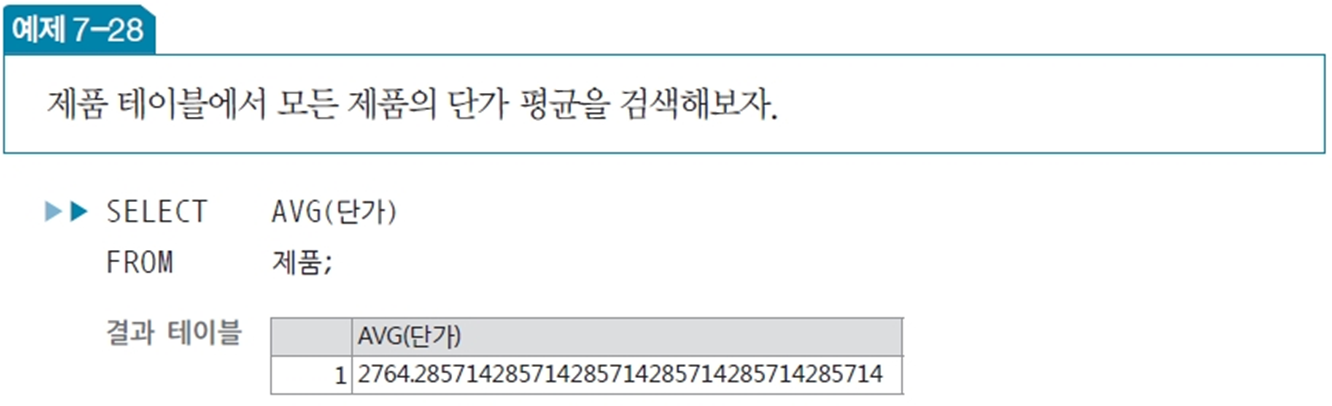 예제 7-28
제품 테이블에서 모든 제품의 단가 평균을 검색해보자.
▶▶ SELECT AVG(단가)
FROM 제품;
결과 테이블
AVG(단가)
1 2764.285714285714285714285714285714285714